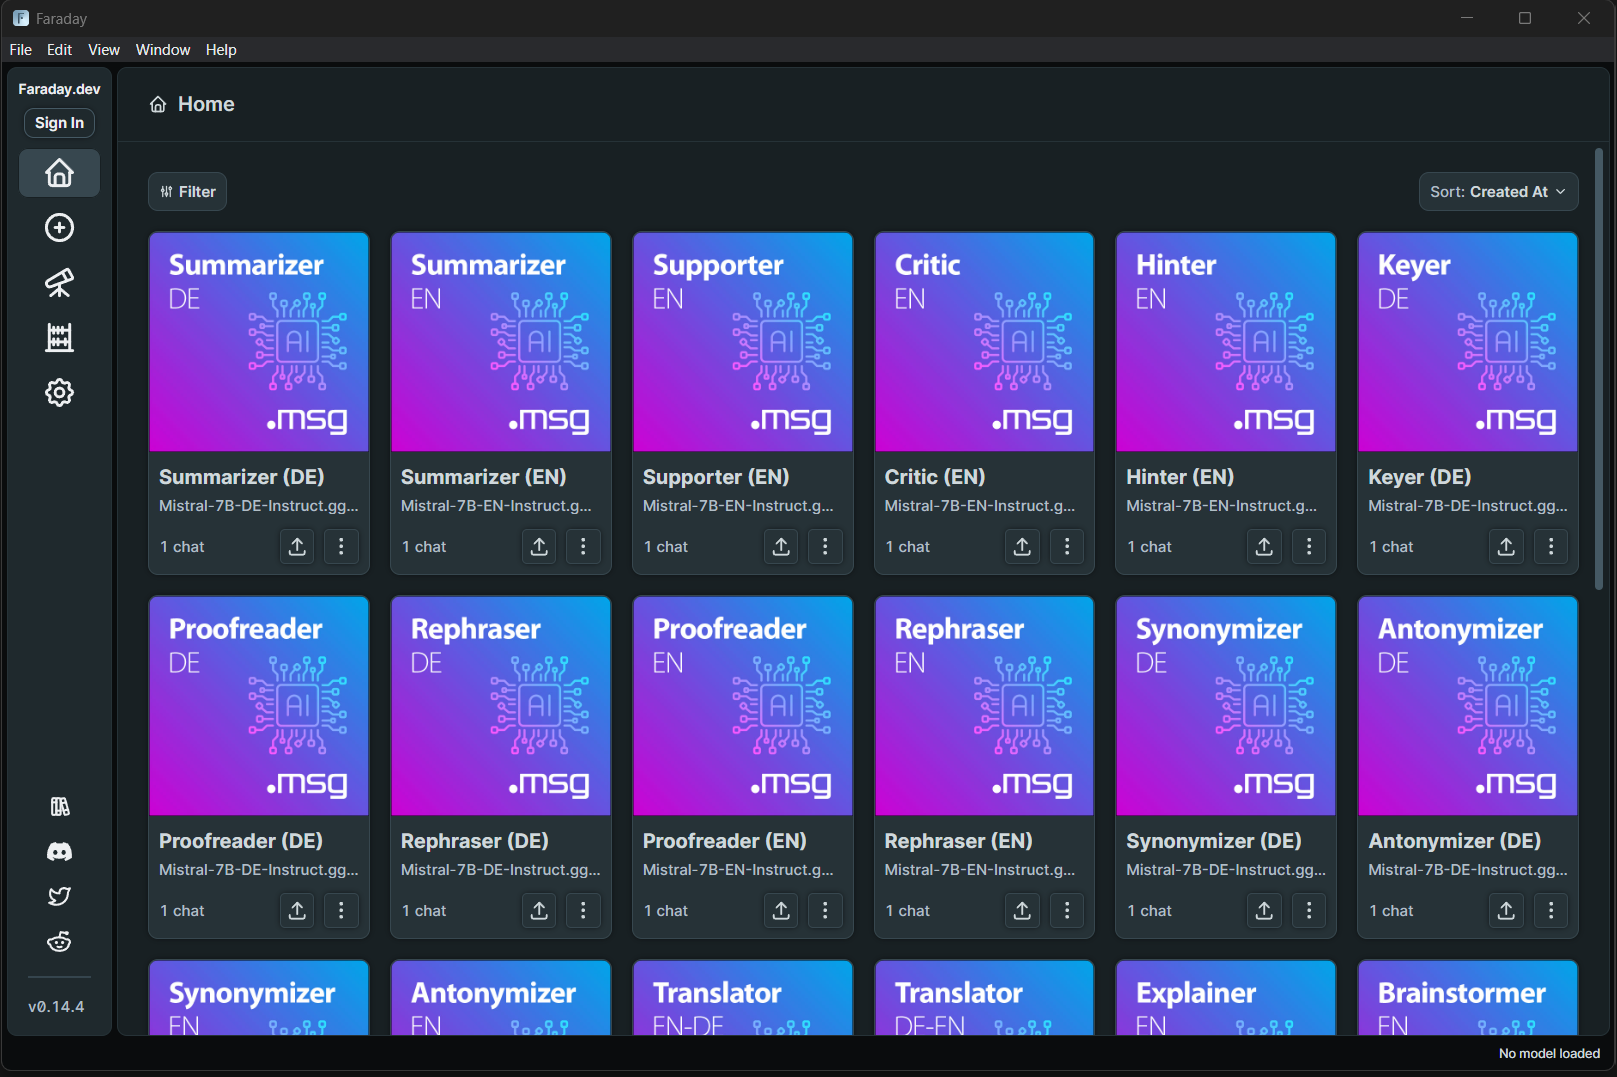 Faraday
File Edit View Window Help
Faraday.dev
Sign In
Home
Filter
Sort: Created At
Summarizer
DE
AI
.msg
Summarizer (DE)
Mistral-7B-DE-Instruct.gg...
1 chat
Summarizer
EN
AI
.msg
Summarizer (EN)
Mistral-7B-EN-Instruct.g...
1 chat
Supporter
EN
AI
.msg
Supporter (EN)
Mistral-7B-EN-Instruct.g...
1 chat
Critic
EN
AI
.msg
Critic (EN)
Mistral-7B-EN-Instruct.g...
1 chat
Hinter
EN
AI
.msg
Hinter (EN)
Mistral-7B-EN-Instruct.g...
1 chat
Keyer
DE
AI
.msg
Keyer (DE)
Mistral-7B-DE-Instruct.gg...
1 chat
Proofreader
DE
AI
.msg
Proofreader (DE)
Mistral-7B-DE-Instruct.gg...
1 chat
Rephraser
DE
AI
.msg
Rephraser (DE)
Mistral-7B-DE-Instruct.gg...
1 chat
Proofreader
EN
AI
.msg
Proofreader (EN)
Mistral-7B-EN-Instruct.g...
1 chat
Rephraser
EN
AI
.msg
Rephraser (EN)
Mistral-7B-EN-Instruct.g...
1 chat
Synonymizer
DE
AI
.msg
Synonymizer (DE)
Mistral-7B-DE-Instruct.gg...
1 chat
Antonymizer
DE
AI
.msg
Antonymizer (DE)
Mistral-7B-DE-Instruct.gg...
1 chat
Synonymizer
EN
Antonymizer
EN
Translator
EN-DE
Translator
DE-EN
Explainer
EN
Brainstormer
EN
v0.14.4
No model loaded